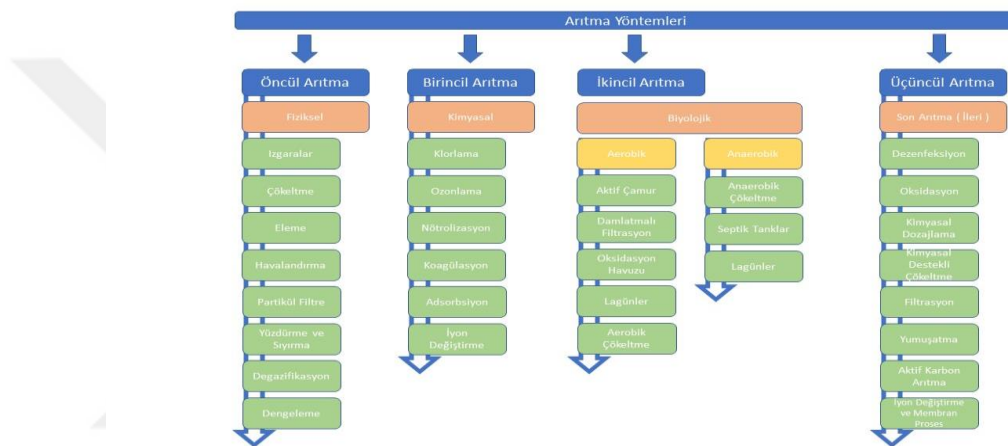 Arıtma Yöntemleri
Öncül Arıtma
Fiziksel
Izgaralar
Çökeltme
Eleme
Havalandırma
Partikül Filtre
Yüzdürme ve
Sıyırma
Degazifikasyon
Dengeleme
Birincil Arıtma
Kimyasal
Klorlama
Ozonlama
Nötrolizasyon
Koagülasyon
Adsorbsiyon
İyon
Değiştirme
İkincil Arıtma
Biyolojik
Aerobik
Aktif Çamur
Damlatmalı
Filtrasyon
Oksidasyon
Havuzu
Lagünler
Aerobik
Çökeltme
Anaerobik
Anaerobik
Çökeltme
Septik Tanklar
Lagünler
Üçüncül Arıtma
Son Arıtma ( İleri )
Dezenfeksiyon
Oksidasyon
Kimyasal
Dozajlama
Kimyasal
Destekli
Çökeltme
Filtrasyon
Yumuşatma
Aktif Karbon
Arıtma
İyon Değiştirme
ve Membran
Proses